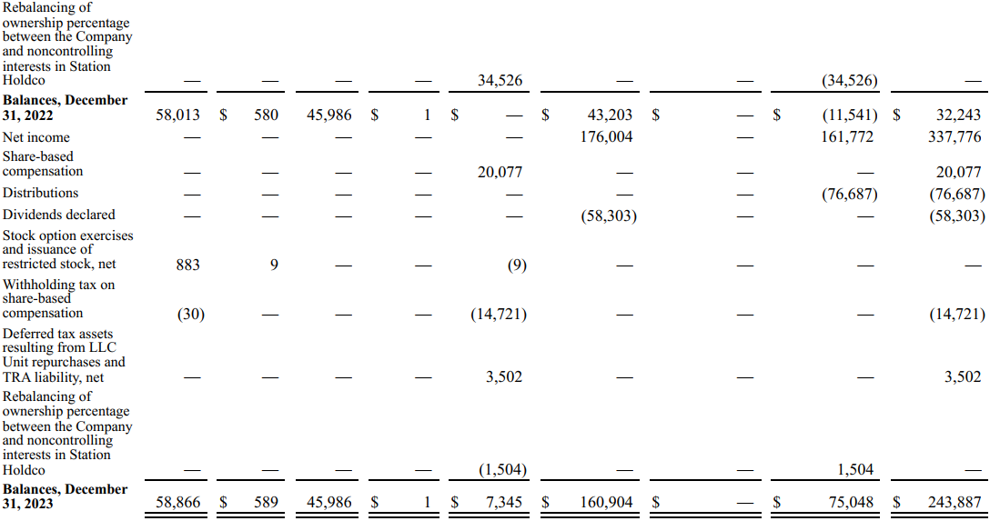 Rebalancing of
ownership percentage
between the Company
and noncontrolling
interests in Station
Holdco — — — — 34,526 — — (34,526) —
Balances, December
31, 2022 58,013 $ 580 45,986 $ 1 $ — $ 43,203 $ — $ (11,541) $ 32,243
Net income — — — — — 176,004 — 161,772 337,776
Share-based
compensation — — — — 20,077 — — — 20,077
Distributions — — — — — — — (76,687) (76,687)
Dividends declared — — — — — (58,303) — — (58,303)
Stock option exercises
and issuance of
restricted stock, net 883 9 — — (9) — — — —
Withholding tax on
share-based
compensation (30) — — — (14,721) — — — (14,721)
Deferred tax assets
resulting from LLC
Unit repurchases and
TRA liability, net — — — — 3,502 — — — 3,502
Rebalancing of
ownership percentage
between the Company
and noncontrolling
interests in Station
Holdco — — — — (1,504) — — 1,504 —
Balances, December
31, 2023 58,866 $ 589 45,986 $ 1 $ 7,345 $ 160,904 $ — $ 75,048 $ 243,887